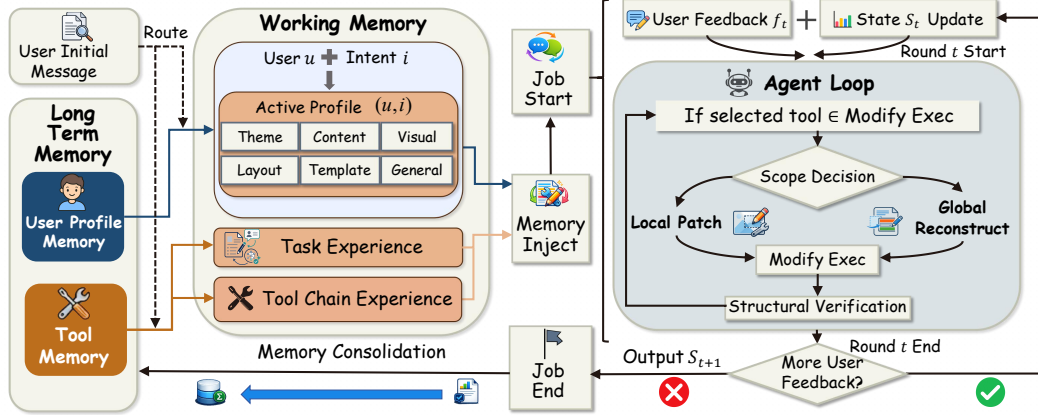 User Initial
Message
Route
Long
Term
Memory
User Profile
Memory
Tool
Memory
Working Memory
User u + Intent i
Active Profile (u,i)
Theme
Content
Visual
Layout
Template
General
Task Experience
Tool Chain Experience
Memory Consolidation
Job
Start
Memory
Inject
Job
End
User Feedback f_t
+
State S_t Update
Round t Start
Agent Loop
If selected tool ∈ Modify Exec
Scope Decision
Local Patch
Global
Reconstruct
Modify Exec
Structural Verification
Round t End
Output S_{t+1}
More User
Feedback?